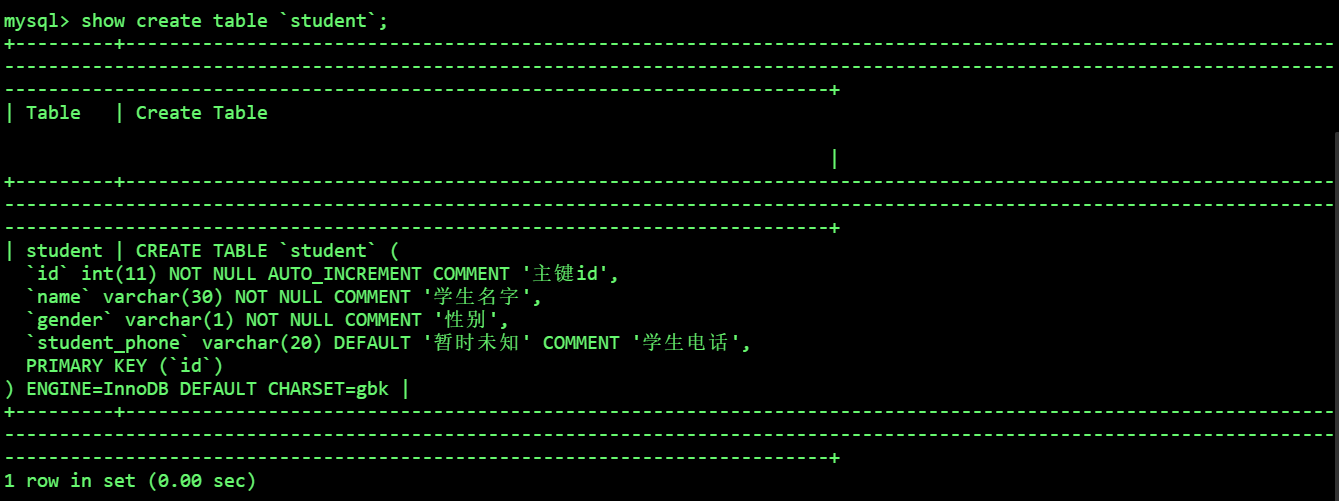 mysql> show create table `student`;
+---------+--------------------------------------------------------------------------------------------------------------
-------------------------------------------------------------------------------------------------------------------------
---------------------------------------------------------------------------+
| Table   | Create Table
                                                                           |
+---------+--------------------------------------------------------------------------------------------------------------
-------------------------------------------------------------------------------------------------------------------------
---------------------------------------------------------------------------+
| student | CREATE TABLE `student` (
  `id` int(11) NOT NULL AUTO_INCREMENT COMMENT '主键id',
  `name` varchar(30) NOT NULL COMMENT '学生名字',
  `gender` varchar(1) NOT NULL COMMENT '性别',
  `student_phone` varchar(20) DEFAULT '暂时未知' COMMENT '学生电话',
  PRIMARY KEY (`id`)
) ENGINE=InnoDB DEFAULT CHARSET=gbk |
+---------+--------------------------------------------------------------------------------------------------------------
-------------------------------------------------------------------------------------------------------------------------
---------------------------------------------------------------------------+
1 row in set (0.00 sec)